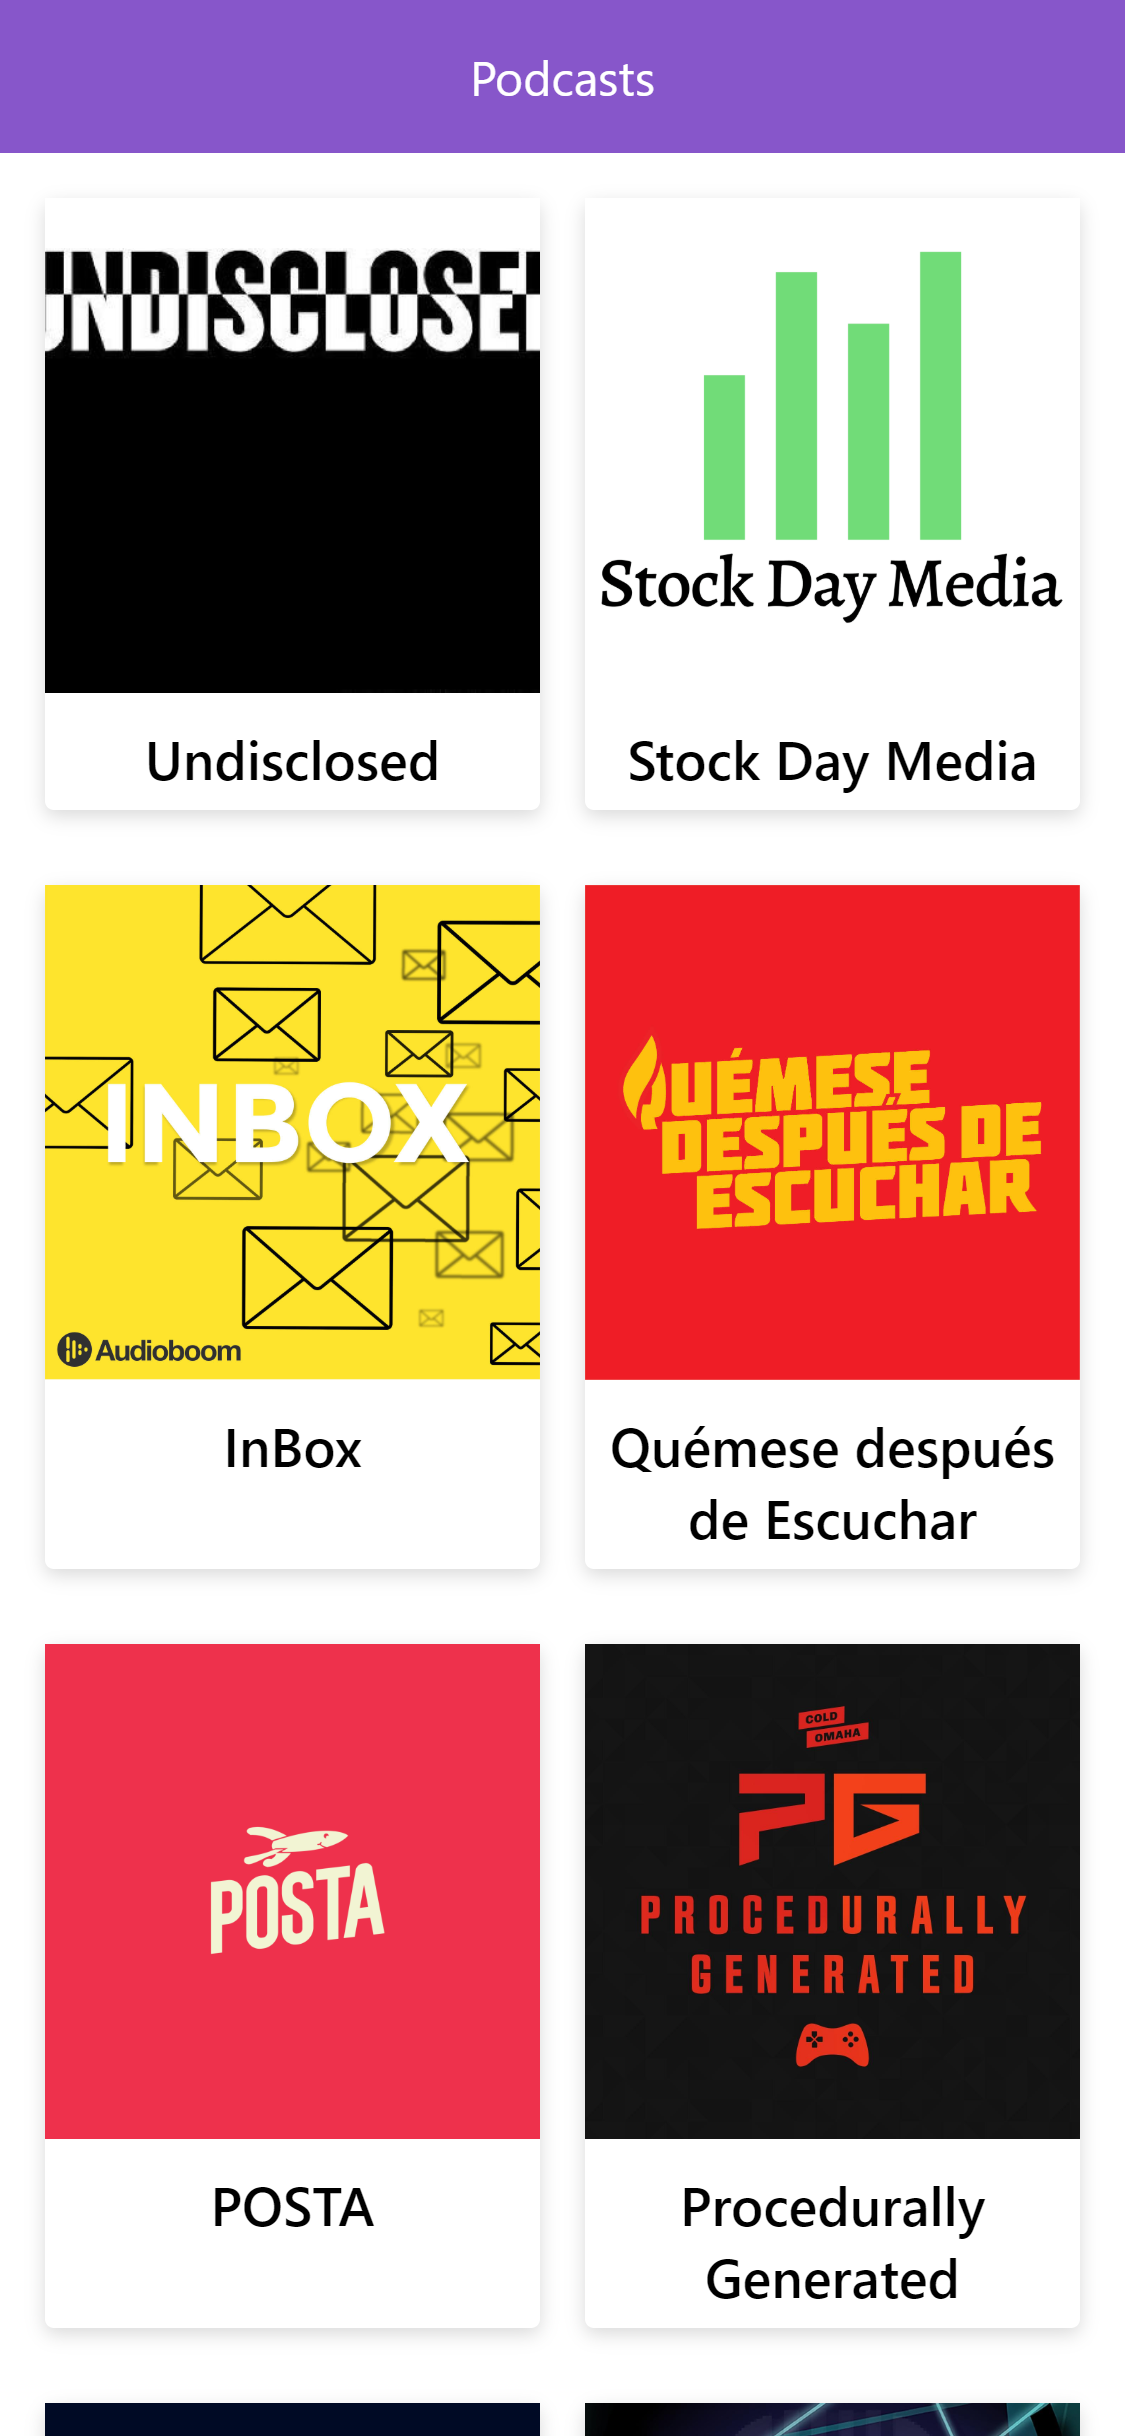 Podcasts
UNDISCLOSED
Stock Day Media
Undisclosed
Stock Day Media
INBOX
Audioboom
QUÉMESE
DESPUÉS DE
ESCUCHAR
InBox
Quémese después
de Escuchar
POSTA
COLD
OMAHA
PG
PROCEDURALLY
GENERATED
POSTA
Procedurally
Generated